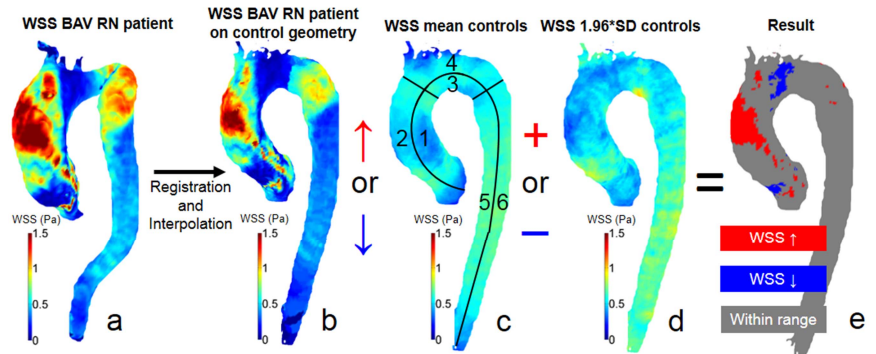 WSS BAV RN patient
WSS BAV RN patient
on control geometry
WSS mean controls
WSS 1.96*SD controls
Result
Registration
and
Interpolation
↑
or
↓
+
or
−
=
1
2
3
4
5
6
WSS (Pa)
1.5
1
0.5
0
WSS (Pa)
1.5
1
0.5
0
WSS (Pa)
1.5
1
0.5
0
WSS (Pa)
1.5
1
0.5
0
WSS ↑
WSS ↓
Within range
a
b
c
d
e